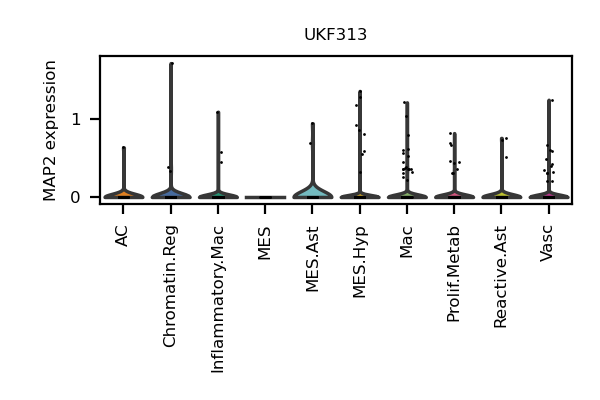 UKF313
MAP2 expression
1
0
AC
Chromatin.Reg
Inflammatory.Mac
MES
MES.Ast
MES.Hyp
Mac
Prolif.Metab
Reactive.Ast
Vasc